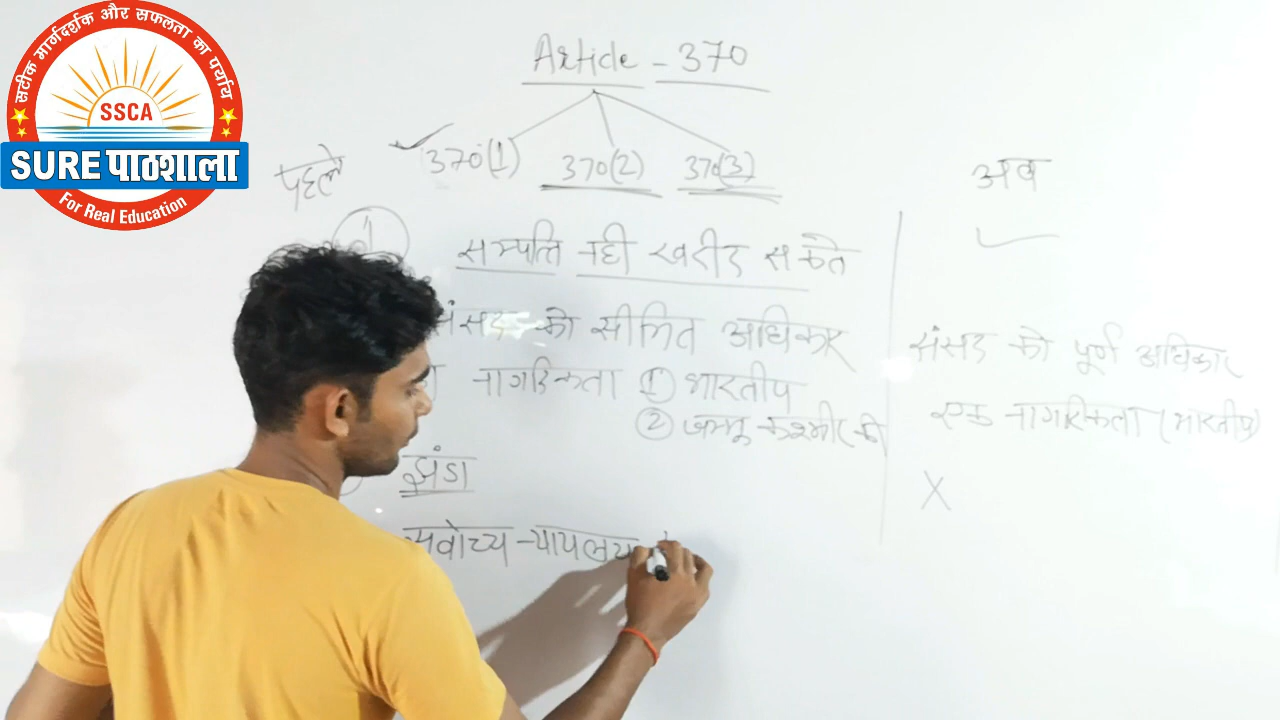 सटीक मार्गदर्शक और सफलता का पर्याय
SSCA
SURE पाठशाला
For Real Education
Article - 370
370(1) 370(2) 370(3)
पहले
अब
1
सम्पत्ति नही खरीद सकते
संसद को सीमित अधिकार
संसद को पूर्ण अधिकार
नागरिकता ① भारतीय
② जम्मू कश्मीर की
एक नागरिकता (भारतीय)
झंडा
X
सर्वोच्य न्यायलय